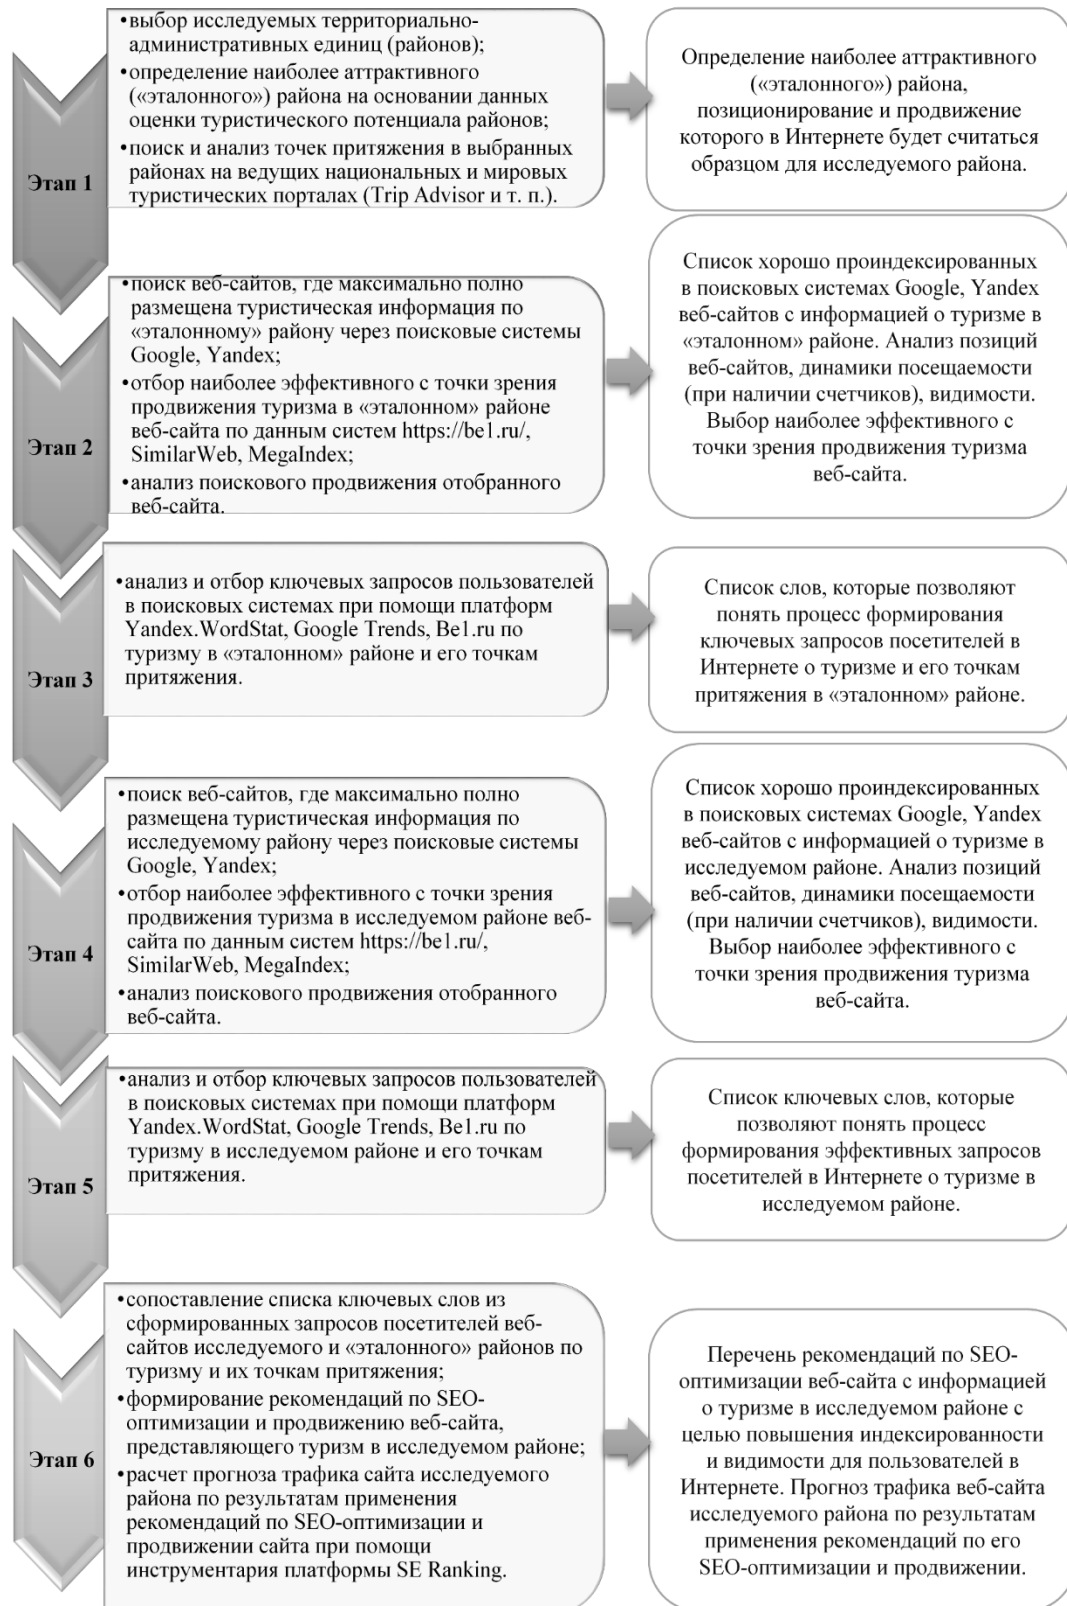 Этап 1
•выбор исследуемых территориально-
административных единиц (районов);
•определение наиболее аттрактивного
(«эталонного») района на основании данных
оценки туристического потенциала районов;
•поиск и анализ точек притяжения в выбранных
районах на ведущих национальных и мировых
туристических порталах (Trip Advisor и т. п.).
Определение наиболее аттрактивного
(«эталонного») района,
позиционирование и продвижение
которого в Интернете будет считаться
образцом для исследуемого района.
Этап 2
•поиск веб-сайтов, где максимально полно
размещена туристическая информация по
«эталонному» району через поисковые системы
Google, Yandex;
•отбор наиболее эффективного с точки зрения
продвижения туризма в «эталонном» районе
веб-сайта по данным систем https://be1.ru/,
SimilarWeb, MegaIndex;
•анализ поискового продвижения отобранного
веб-сайта.
Список хорошо проиндексированных
в поисковых системах Google, Yandex
веб-сайтов с информацией о туризме в
«эталонном» районе. Анализ позиций
веб-сайтов, динамики посещаемости
(при наличии счетчиков), видимости.
Выбор наиболее эффективного с
точки зрения продвижения туризма
веб-сайта.
Этап 3
•анализ и отбор ключевых запросов пользователей
в поисковых системах при помощи платформ
Yandex.WordStat, Google Trends, Be1.ru по
туризму в «эталонном» районе и его точкам
притяжения.
Список слов, которые позволяют
понять процесс формирования
ключевых запросов посетителей в
Интернете о туризме и его точкам
притяжения в «эталонном» районе.
Этап 4
•поиск веб-сайтов, где максимально полно
размещена туристическая информация по
исследуемому району через поисковые системы
Google, Yandex;
•отбор наиболее эффективного с точки зрения
продвижения туризма в исследуемом районе веб-
сайта по данным систем https://be1.ru/,
SimilarWeb, MegaIndex;
•анализ поискового продвижения отобранного
веб-сайта.
Список хорошо проиндексированных
в поисковых системах Google, Yandex
веб-сайтов с информацией о туризме в
исследуемом районе. Анализ позиций
веб-сайтов, динамики посещаемости
(при наличии счетчиков), видимости.
Выбор наиболее эффективного с
точки зрения продвижения туризма
веб-сайта.
Этап 5
•анализ и отбор ключевых запросов пользователей
в поисковых системах при помощи платформ
Yandex.WordStat, Google Trends, Be1.ru по
туризму в исследуемом районе и его точкам
притяжения.
Список ключевых слов, которые
позволяют понять процесс
формирования эффективных запросов
посетителей в Интернете о туризме в
исследуемом районе.
Этап 6
•сопоставление списка ключевых слов из
сформированных запросов посетителей веб-
сайтов исследуемого и «эталонного» районов по
туризму и их точкам притяжения;
•формирование рекомендаций по SEO-
оптимизации и продвижению веб-сайта,
представляющего туризм в исследуемом районе;
•расчет прогноза трафика сайта исследуемого
района по результатам применения
рекомендаций по SEO-оптимизации и
продвижении сайта при помощи
инструментария платформы SE Ranking.
Перечень рекомендаций по SEO-
оптимизации веб-сайта с информацией
о туризме в исследуемом районе с
целью повышения индексированности
и видимости для пользователей в
Интернете. Прогноз трафика веб-сайта
исследуемого района по результатам
применения рекомендаций по его
SEO-оптимизации и продвижении.